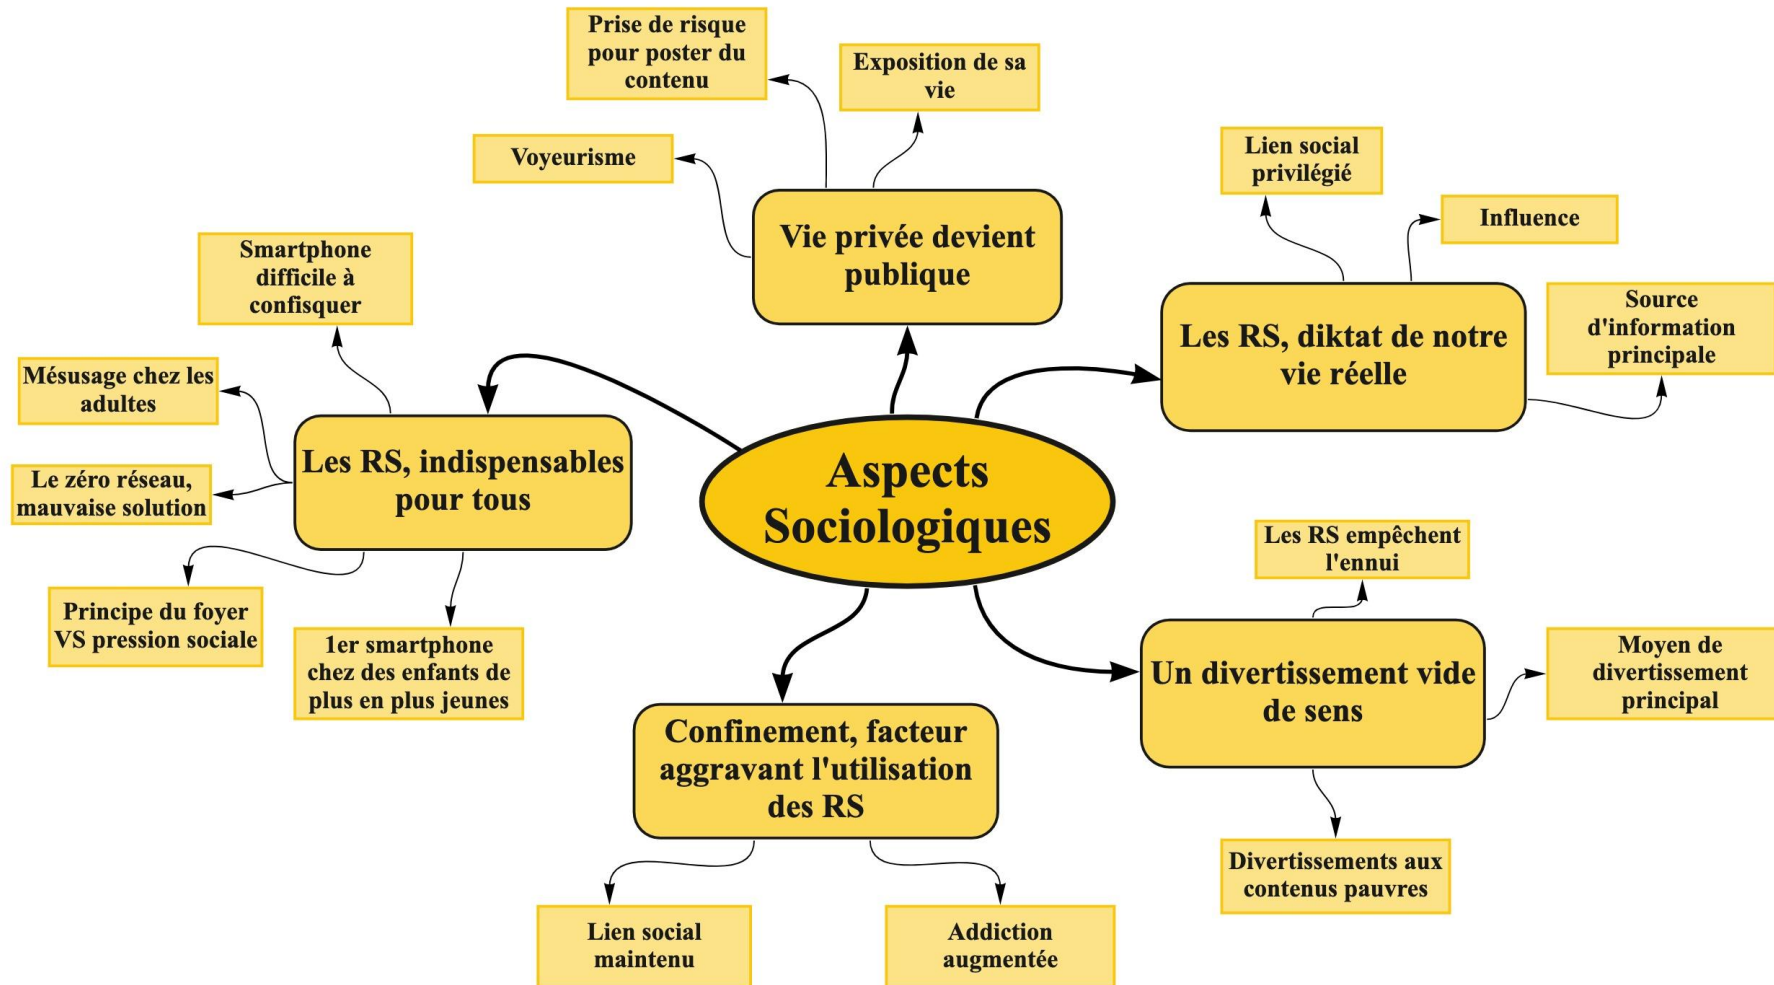 Prise de risque
pour poster du
contenu
Exposition de sa
vie
Voyeurisme
Vie privée devient
publique
Lien social
privilégié
Influence
Source
d'information
principale
Les RS, diktat de notre
vie réelle
Smartphone
difficile à
confisquer
Mésusage chez les
adultes
Le zéro réseau,
mauvaise solution
Les RS, indispensables
pour tous
Principe du foyer
VS pression sociale
1er smartphone
chez des enfants de
plus en plus jeunes
Aspects
Sociologiques
Les RS empêchent
l'ennui
Un divertissement vide
de sens
Moyen de
divertissement
principal
Divertissements aux
contenus pauvres
Confinement, facteur
aggravant l'utilisation
des RS
Lien social
maintenu
Addiction
augmentée